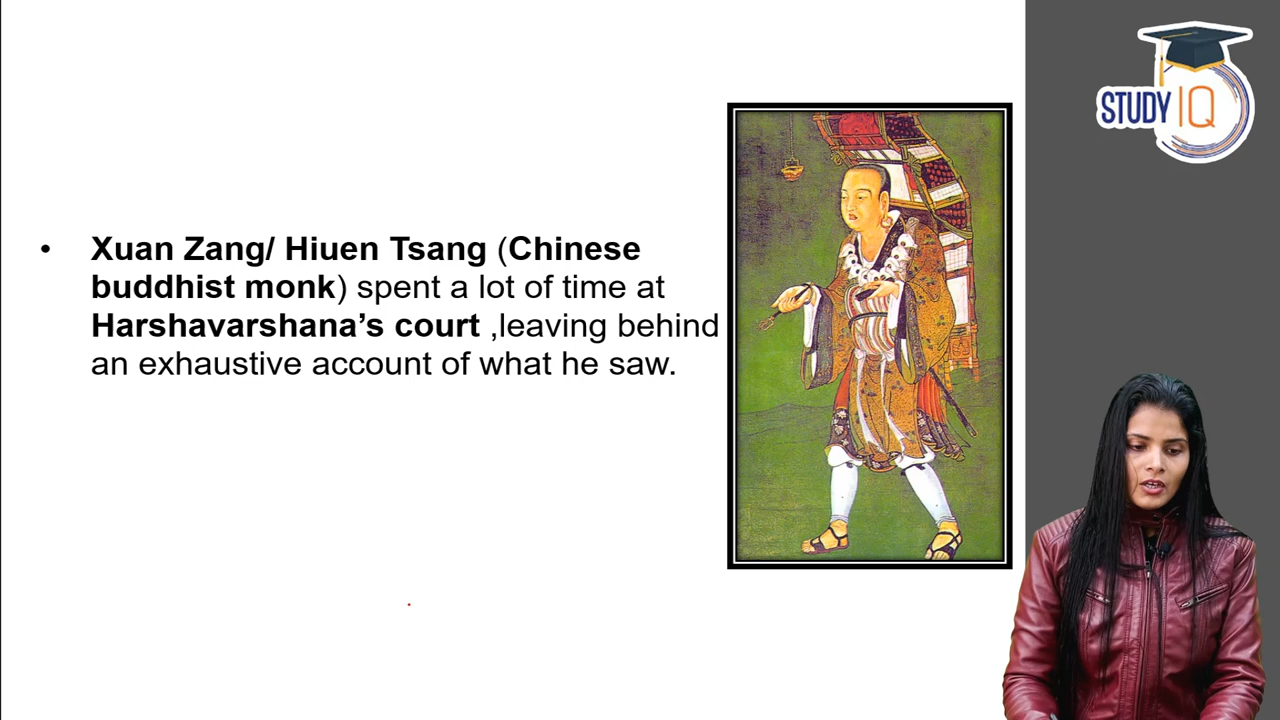 • Xuan Zang/ Hiuen Tsang (Chinese
buddhist monk) spent a lot of time at
Harshavarshana’s court ,leaving behind
an exhaustive account of what he saw.
STUDY IQ